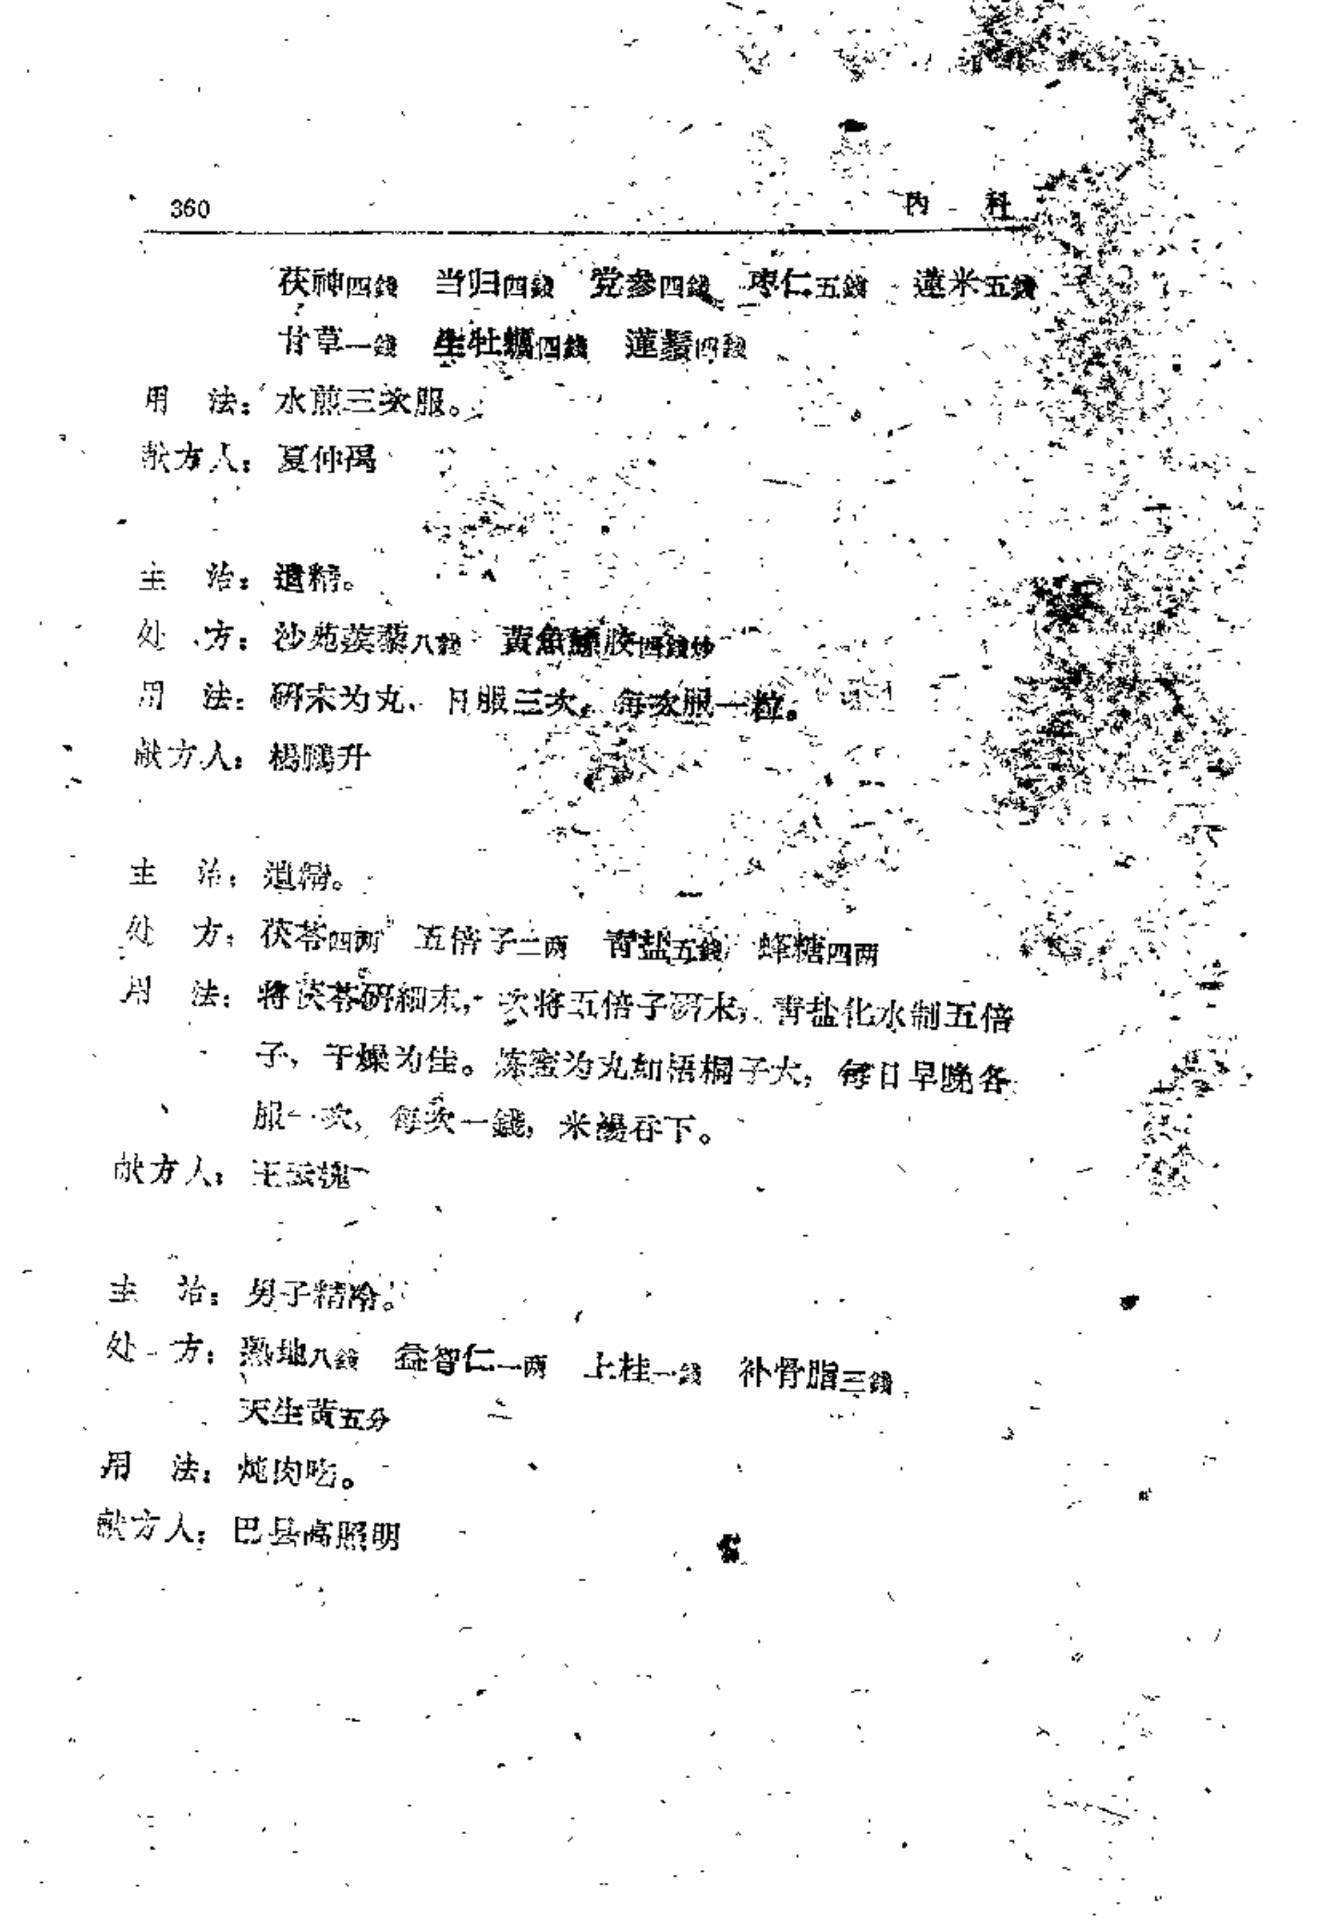 360 内 科
茯神四錢 当归四錢 党参四錢 枣仁五錢 蓮米五錢
甘草一錢 生牡蠣四錢 蓮鬚四錢
用 法：水煎三次服。
献方人：夏仲禹
主 治：遺精。
处 方：沙苑蒺藜八錢 黃魚鰾胶四錢炒
用 法：研末为丸、日服三次，每次服一粒。
献方人：楊鵬升
主 治：遺精。
处 方：茯苓四两 五倍子二两 青盐五錢 蜂糖四两
用 法：将茯苓研細末，次将五倍子研末，青盐化水制五倍
子，干燥为佳。炼蜜为丸如梧桐子大，每日早晚各
服一次，每次一錢，米湯吞下。
献方人：王云
主 治：男子精冷。
处 方：熟地八錢 益智仁一两 上桂一錢 补骨脂三錢
天生黄五分
用 法：炖肉吃。
献方人：巴县高照明